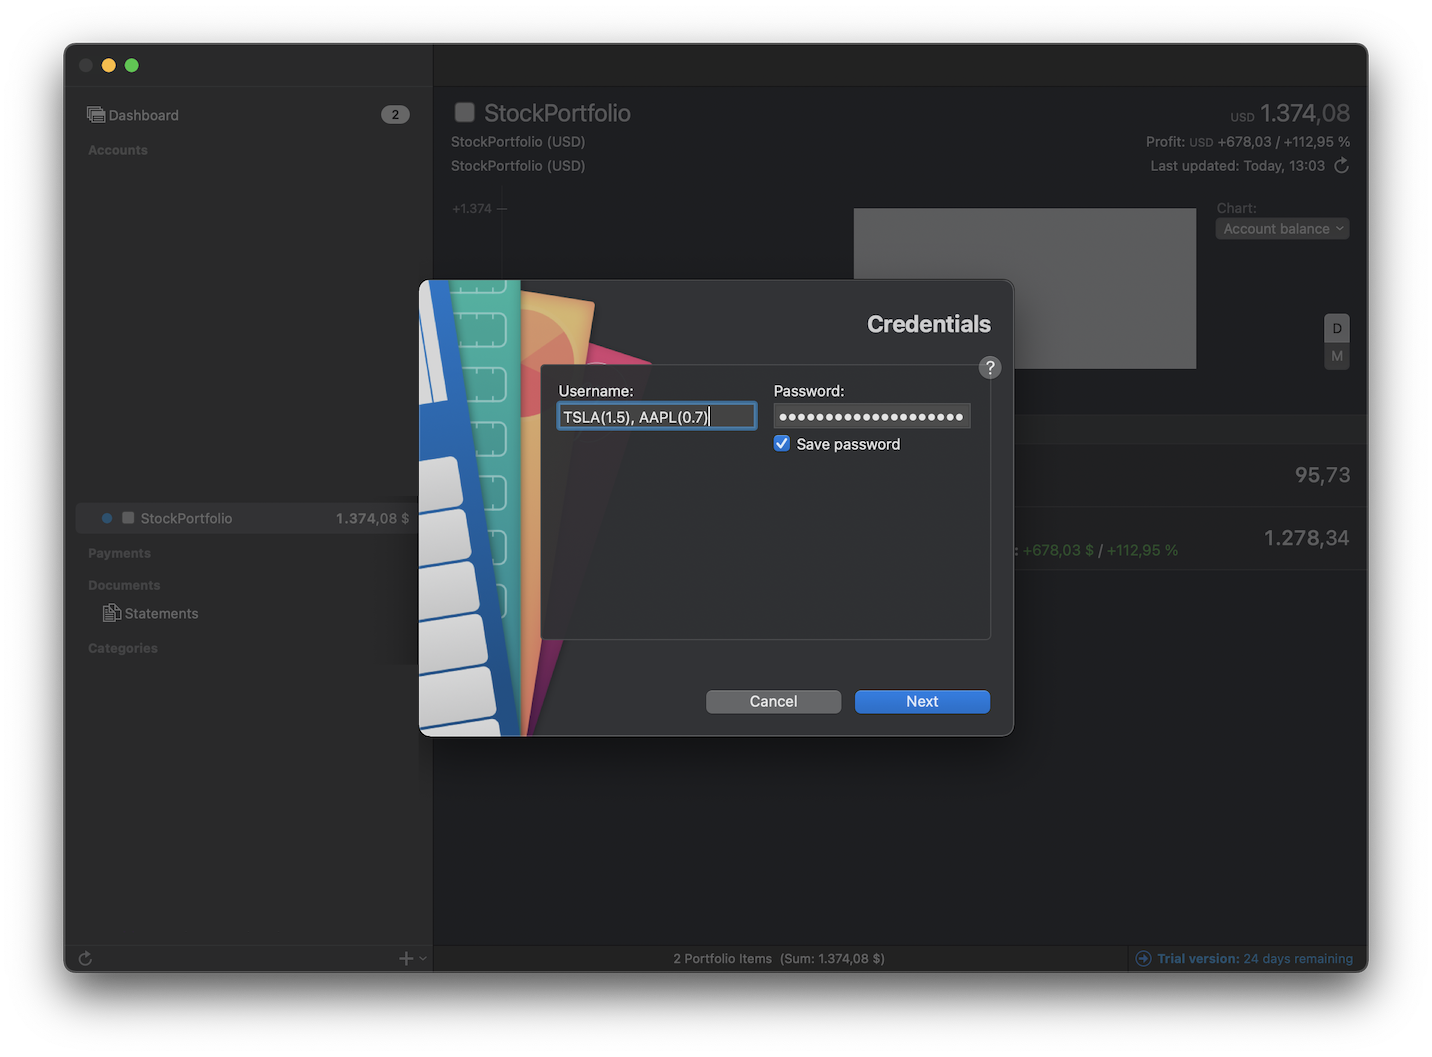 Dashboard
2
Accounts
StockPortfolio
1.374,08 $
Payments
Documents
Statements
Categories
StockPortfolio
USD 1.374,08
StockPortfolio (USD)
Profit: USD +678,03 / +112,95 %
StockPortfolio (USD)
Last updated: Today, 13:03
+1.374
Chart:
Account balance
D
M
95,73
1.278,34
: +678,03 $ / +112,95 %
Credentials
?
Username:
Password:
TSLA(1.5), AAPL(0.7)
Save password
Cancel
Next
2 Portfolio Items (Sum: 1.374,08 $)
Trial version: 24 days remaining